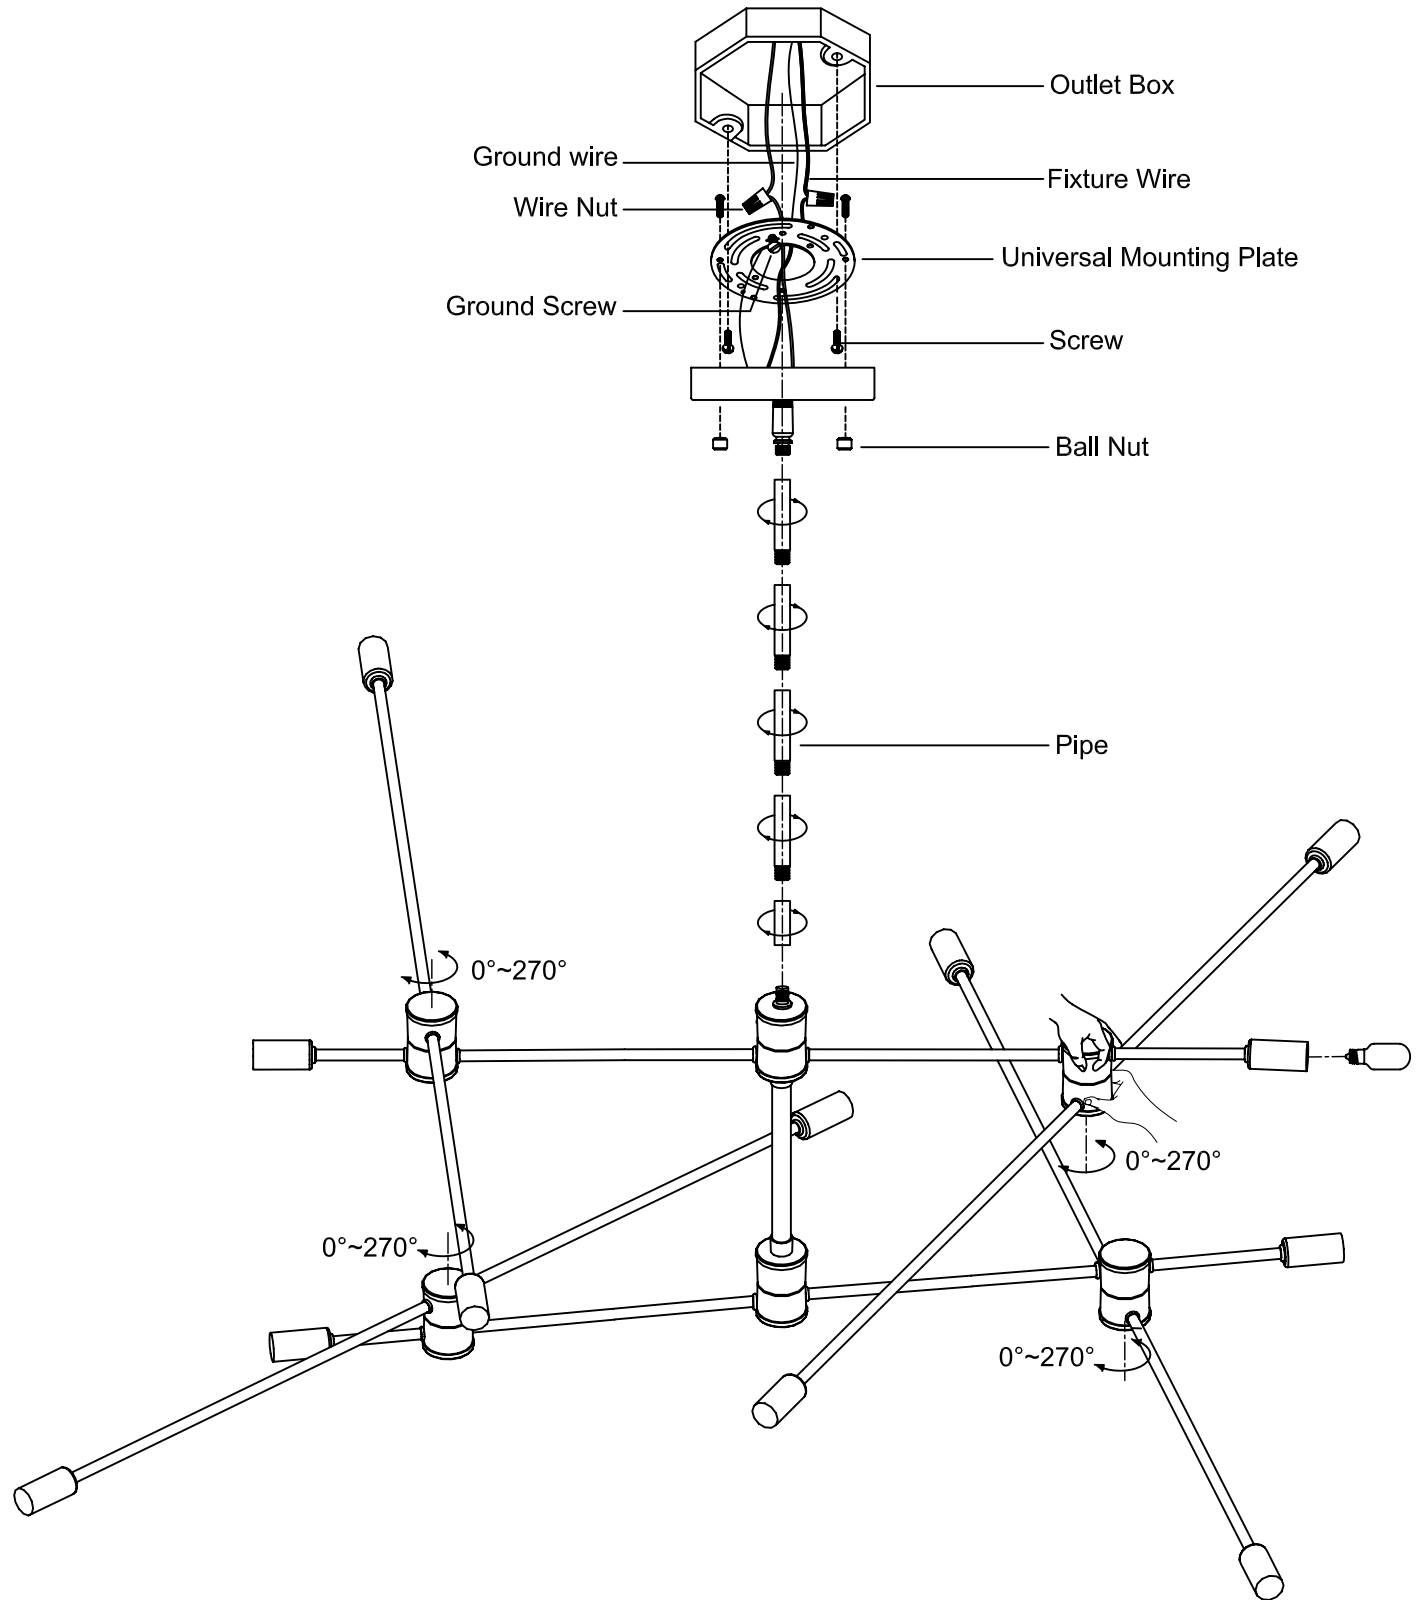 Outlet Box
Ground wire
Fixture Wire
Wire Nut
Universal Mounting Plate
Ground Screw
Screw
Ball Nut
Pipe
0°~270°
0°~270°
0°~270°
0°~270°